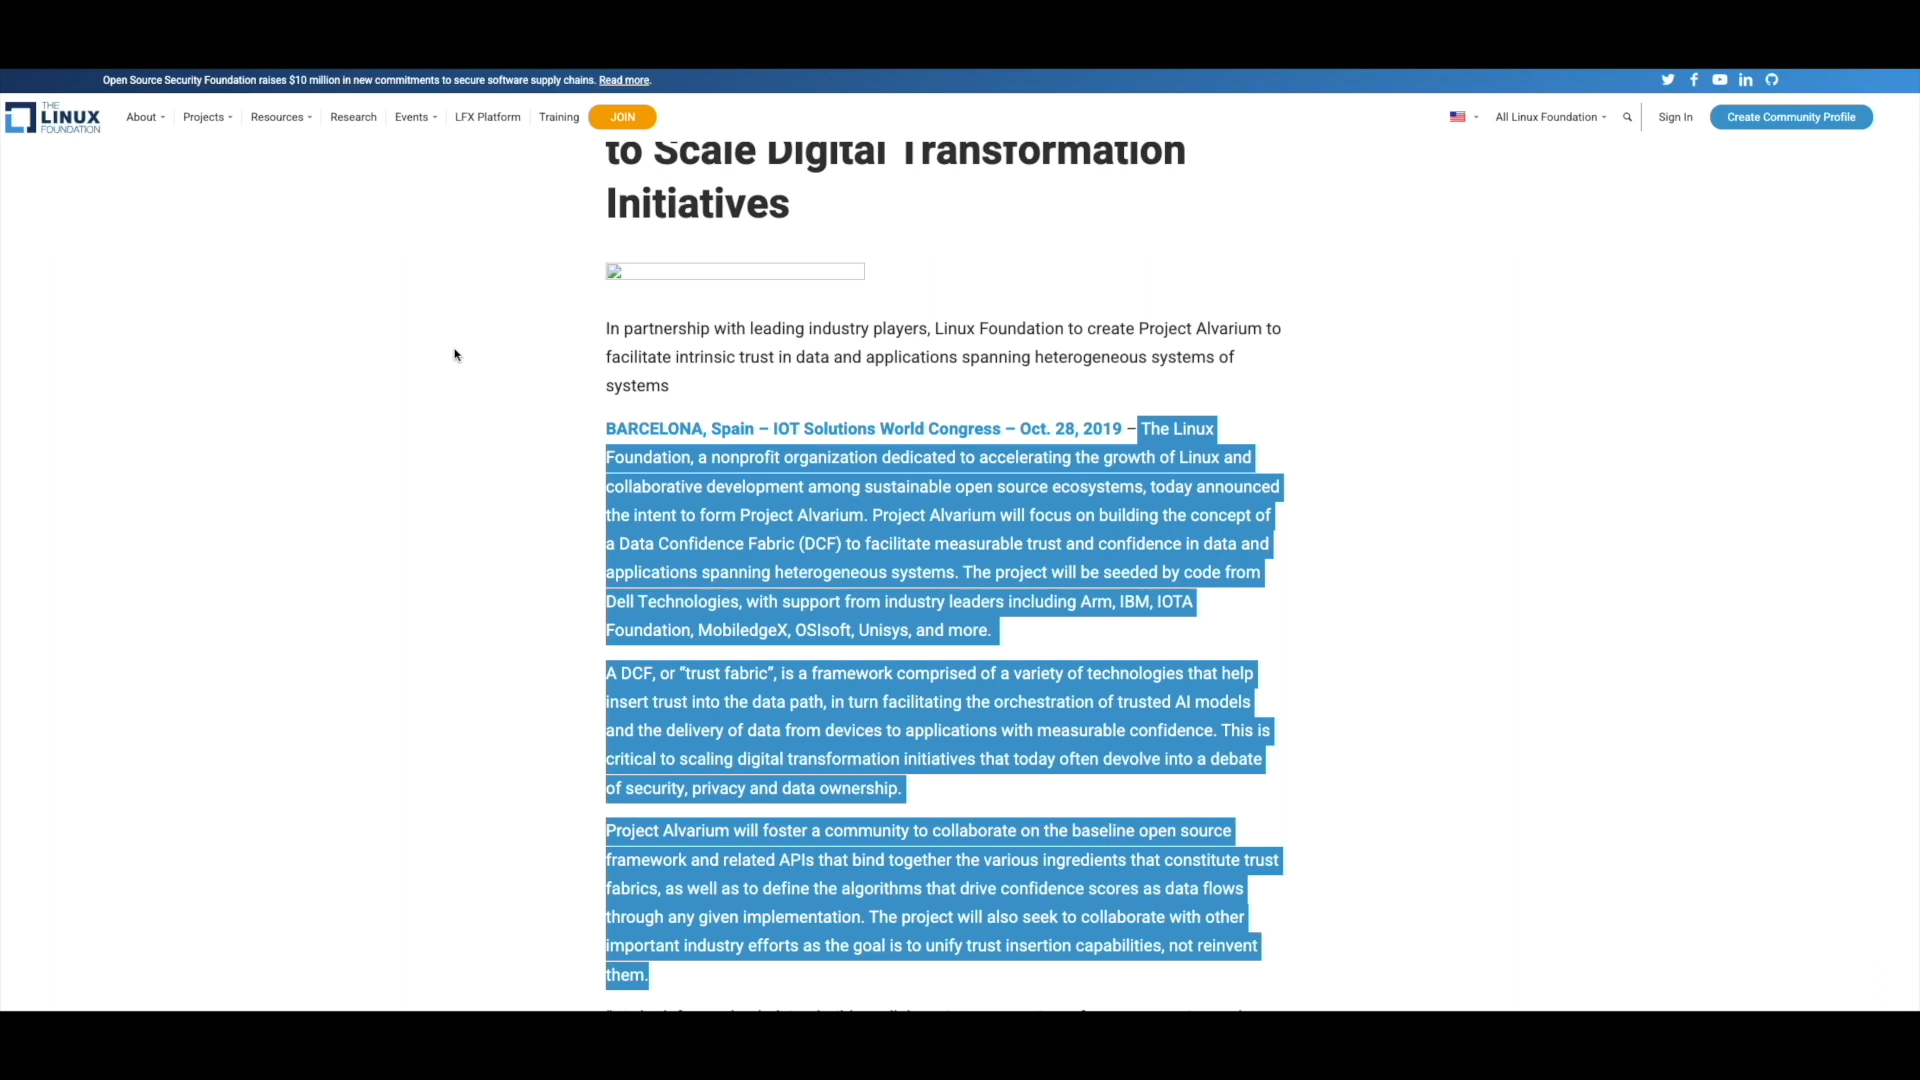 Open Source Security Foundation raises $10 million in new commitments to secure software supply chains. Read more.
THE
LINUX
FOUNDATION
About Projects Resources Research Events LFX Platform Training JOIN All Linux Foundation Sign In Create Community Profile
to Scale Digital Transformation
Initiatives
In partnership with leading industry players, Linux Foundation to create Project Alvarium to
facilitate intrinsic trust in data and applications spanning heterogeneous systems of
systems
BARCELONA, Spain – IOT Solutions World Congress – Oct. 28, 2019 – The Linux
Foundation, a nonprofit organization dedicated to accelerating the growth of Linux and
collaborative development among sustainable open source ecosystems, today announced
the intent to form Project Alvarium. Project Alvarium will focus on building the concept of
a Data Confidence Fabric (DCF) to facilitate measurable trust and confidence in data and
applications spanning heterogeneous systems. The project will be seeded by code from
Dell Technologies, with support from industry leaders including Arm, IBM, IOTA
Foundation, MobiledgeX, OSIsoft, Unisys, and more.
A DCF, or “trust fabric”, is a framework comprised of a variety of technologies that help
insert trust into the data path, in turn facilitating the orchestration of trusted AI models
and the delivery of data from devices to applications with measurable confidence. This is
critical to scaling digital transformation initiatives that today often devolve into a debate
of security, privacy and data ownership.
Project Alvarium will foster a community to collaborate on the baseline open source
framework and related APIs that bind together the various ingredients that constitute trust
fabrics, as well as to define the algorithms that drive confidence scores as data flows
through any given implementation. The project will also seek to collaborate with other
important industry efforts as the goal is to unify trust insertion capabilities, not reinvent
them.